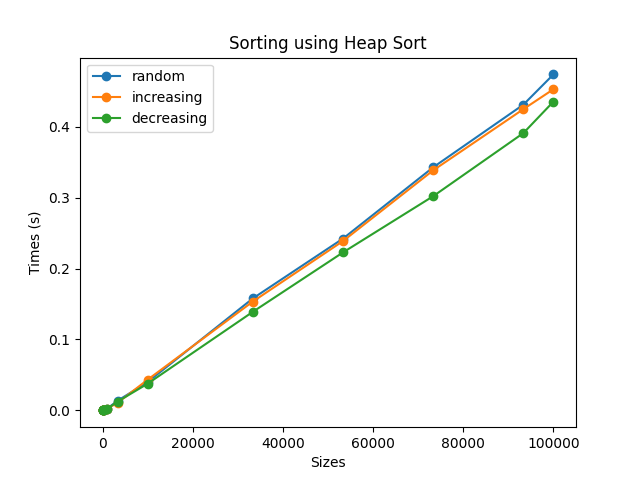 Sorting using Heap Sort
random
increasing
decreasing
Times (s)
0.4
0.3
0.2
0.1
0.0
0 20000 40000 60000 80000 100000
Sizes